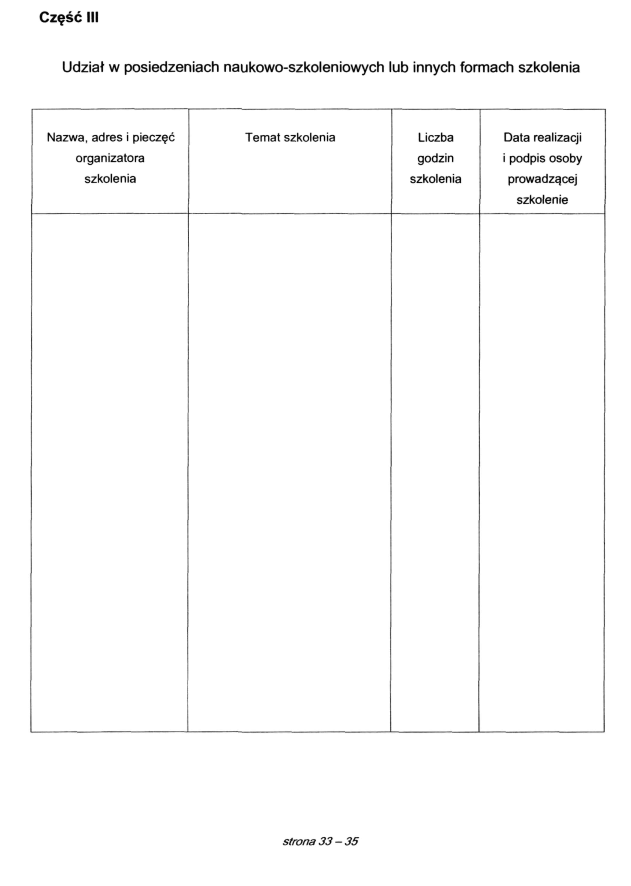 Część III
Udział w posiedzeniach naukowo-szkoleniowych lub innych formach szkolenia
Nazwa, adres i pieczęć
organizatora
szkolenia
Temat szkolenia
Liczba
godzin
szkolenia
Data realizacji
i podpis osoby
prowadzącej
szkolenie
strona 33 – 35